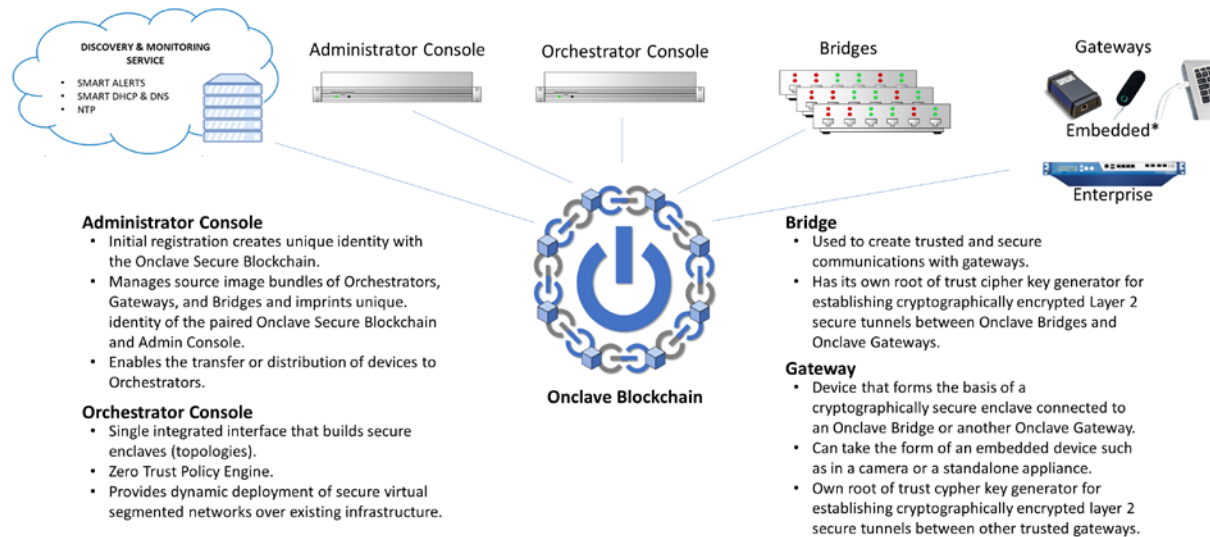 DISCOVERY & MONITORING
SERVICE
• SMART ALERTS
• SMART DHCP & DNS
• NTP
Administrator Console
Orchestrator Console
Bridges
Gateways
Embedded*
Enterprise
Administrator Console
• Initial registration creates unique identity with
the Onclave Secure Blockchain.
• Manages source image bundles of Orchestrators,
Gateways, and Bridges and imprints unique.
identity of the paired Onclave Secure Blockchain
and Admin Console.
• Enables the transfer or distribution of devices to
Orchestrators.
Orchestrator Console
• Single integrated interface that builds secure
enclaves (topologies).
• Zero Trust Policy Engine.
• Provides dynamic deployment of secure virtual
segmented networks over existing infrastructure.
Onclave Blockchain
Bridge
• Used to create trusted and secure
communications with gateways.
• Has its own root of trust cipher key generator for
establishing cryptographically encrypted Layer 2
secure tunnels between Onclave Bridges and
Onclave Gateways.
Gateway
• Device that forms the basis of a
cryptographically secure enclave connected to
an Onclave Bridge or another Onclave Gateway.
• Can take the form of an embedded device such
as in a camera or a standalone appliance.
• Own root of trust cypher key generator for
establishing cryptographically encrypted layer 2
secure tunnels between other trusted gateways.